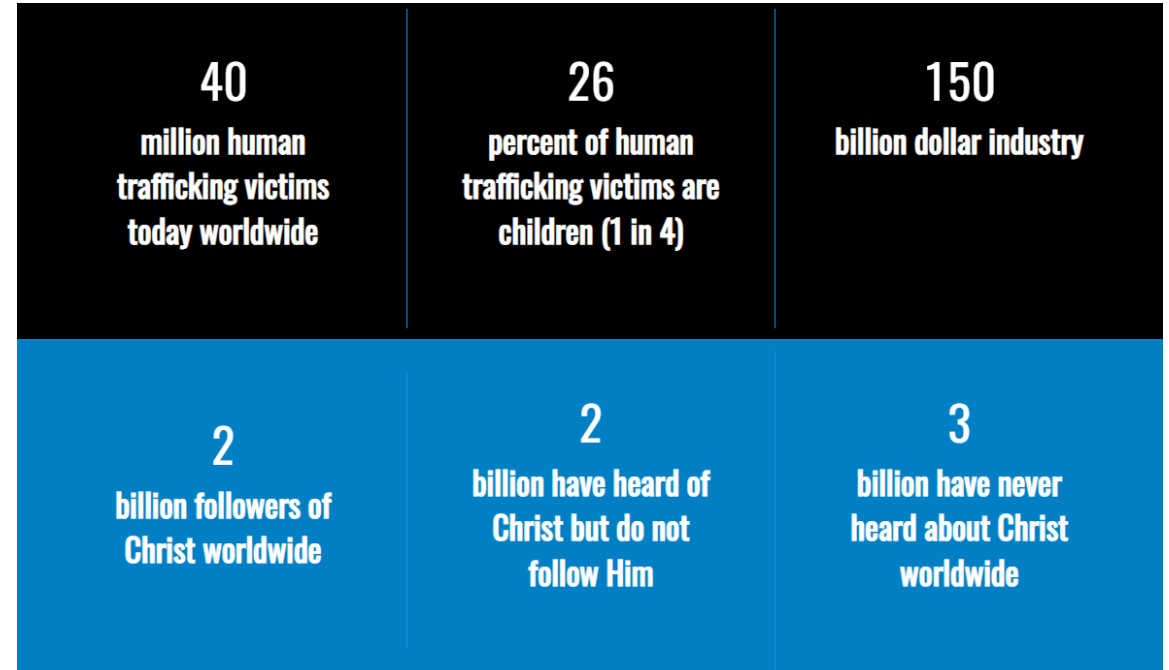 40
million human
trafficking victims
today worldwide
26
percent of human
trafficking victims are
children (1 in 4)
150
billion dollar industry
2
billion followers of
Christ worldwide
2
billion have heard of
Christ but do not
follow Him
3
billion have never
heard about Christ
worldwide